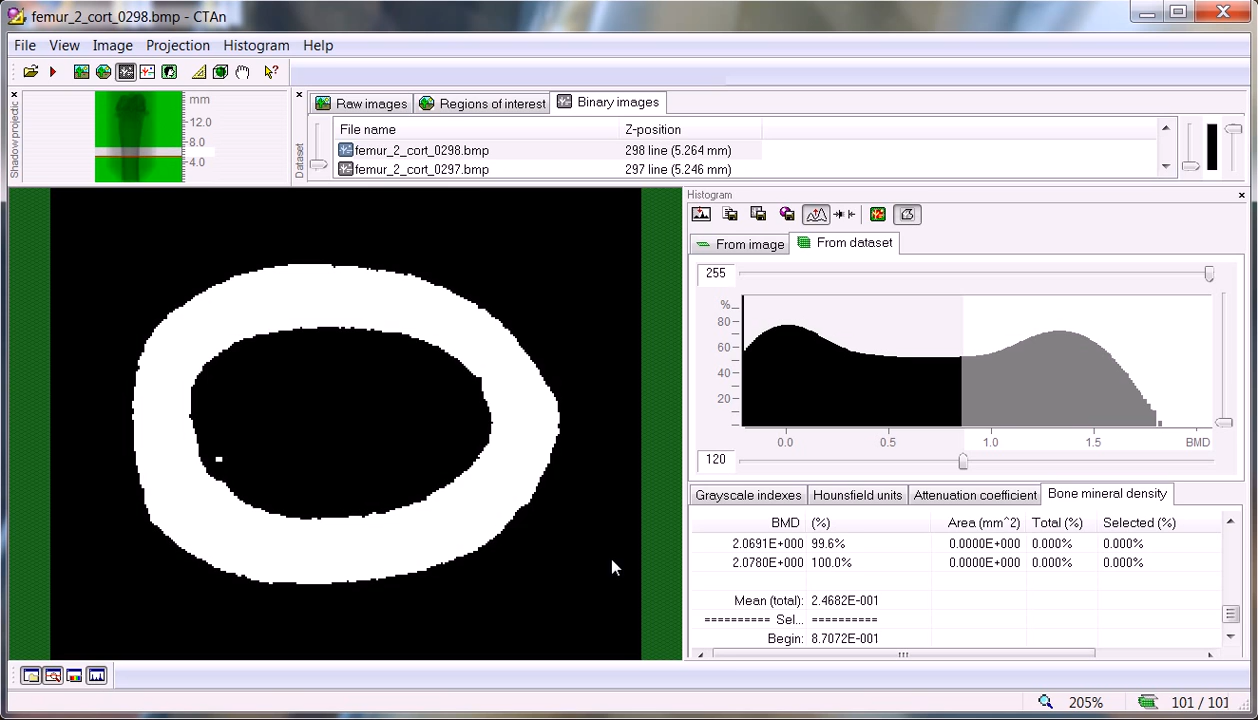 femur_2_cort_0298.bmp - CTAn
File View Image Projection Histogram Help
Shadow projectic
mm
12.0
8.0
4.0
Dataset
Raw images Regions of interest Binary images
File name Z-position
femur_2_cort_0298.bmp 298 line (5.264 mm)
femur_2_cort_0297.bmp 297 line (5.246 mm)
Histogram
From image From dataset
255
%
80
60
40
20
0.0 0.5 1.0 1.5 BMD
120
Grayscale indexes Hounsfield units Attenuation coefficient Bone mineral density
BMD (%) Area (mm^2) Total (%) Selected (%)
2.0691E+000 99.6% 0.0000E+000 0.000% 0.000%
2.0780E+000 100.0% 0.0000E+000 0.000% 0.000%
Mean (total): 2.4682E-001
========== Sel... ==========
Begin: 8.7072E-001
205% 101 / 101